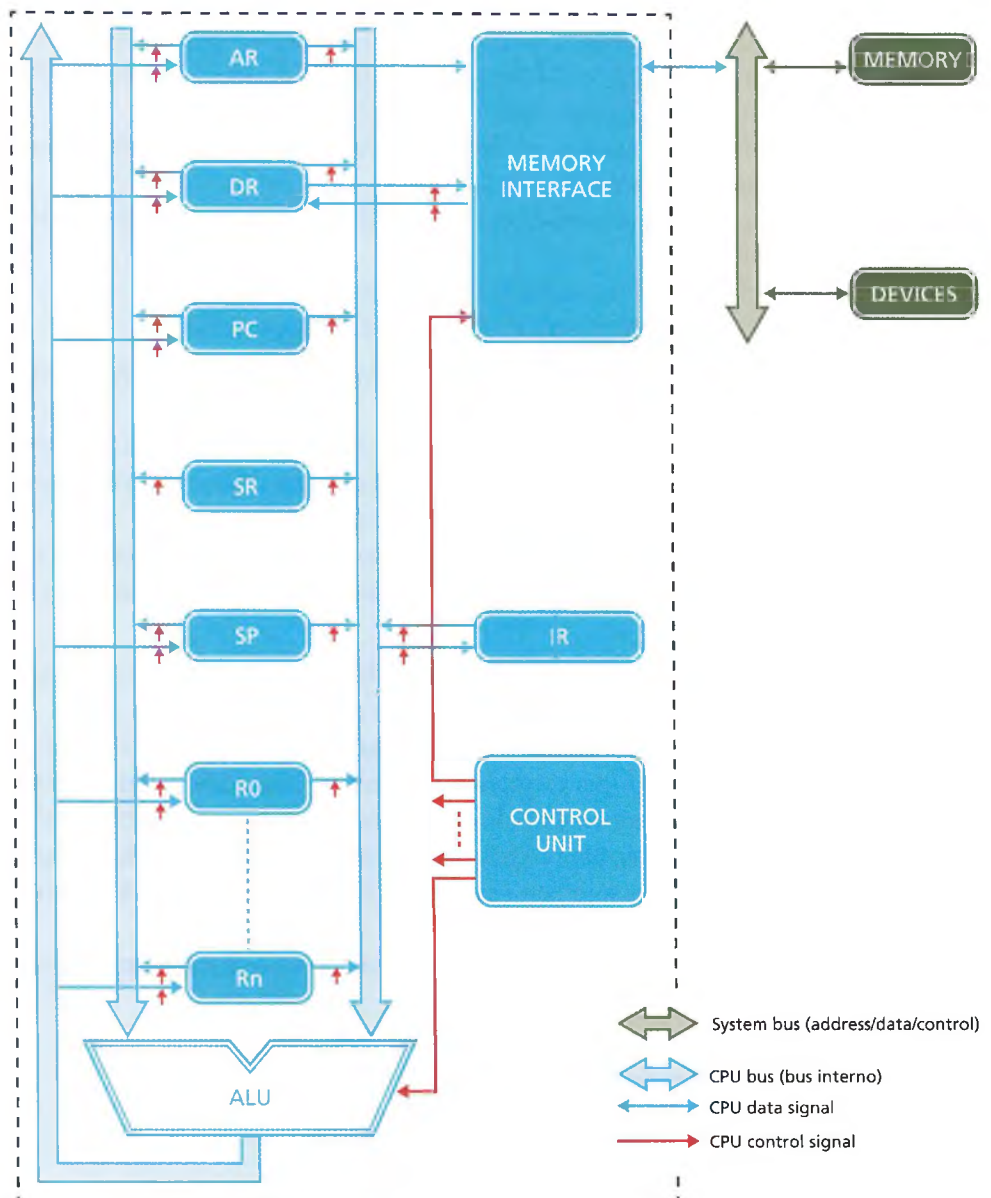 AR
MEMORY
DR
MEMORY
INTERFACE
DEVICES
PC
SR
SP
IR
R0
CONTROL
UNIT
Rn
ALU
System bus (address/data/control)
CPU bus (bus interno)
CPU data signal
CPU control signal